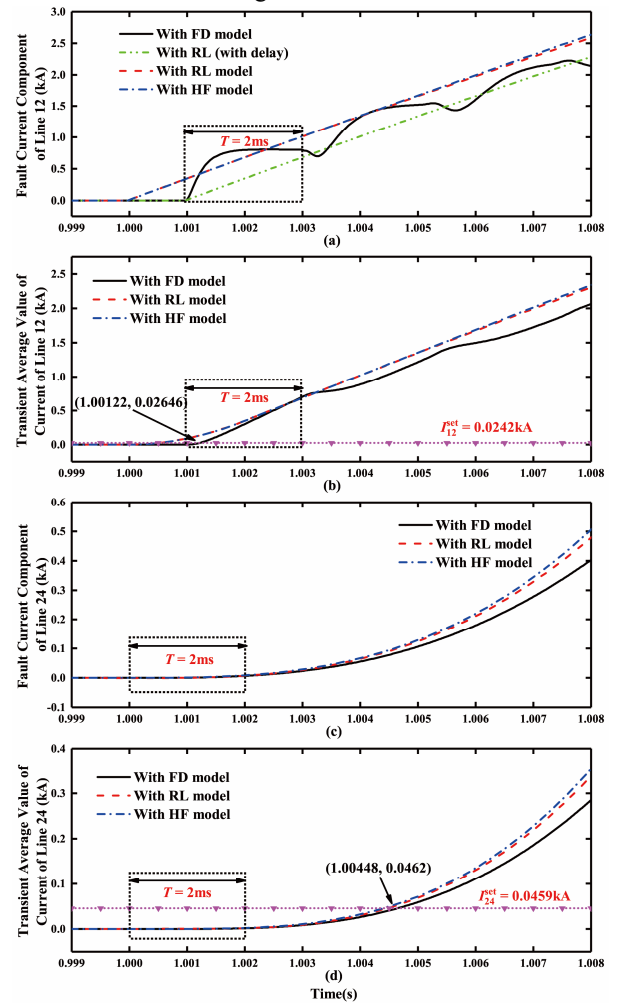 Fault Current Component
of Line 12 (kA)
3.0
2.5
2.0
1.5
1.0
0.5
0.0
With FD model
With RL (with delay)
With RL model
With HF model
T = 2ms
0.999 1.000 1.001 1.002 1.003 1.004 1.005 1.006 1.007 1.008
(a)
Transient Average Value of
Current of Line 12 (kA)
2.5
2.0
1.5
1.0
0.5
0.0
With FD model
With RL model
With HF model
T = 2ms
(1.00122, 0.02646)
I12set = 0.0242kA
0.999 1.000 1.001 1.002 1.003 1.004 1.005 1.006 1.007 1.008
(b)
Fault Current Component
of Line 24 (kA)
0.6
0.5
0.4
0.3
0.2
0.1
0.0
-0.1
With FD model
With RL model
With HF model
T = 2ms
0.999 1.000 1.001 1.002 1.003 1.004 1.005 1.006 1.007 1.008
(c)
Transient Average Value of
Current of Line 24 (kA)
0.4
0.3
0.2
0.1
0.0
With FD model
With RL model
With HF model
(1.00448, 0.0462)
T = 2ms
I24set = 0.0459kA
0.999 1.000 1.001 1.002 1.003 1.004 1.005 1.006 1.007 1.008
(d)
Time(s)